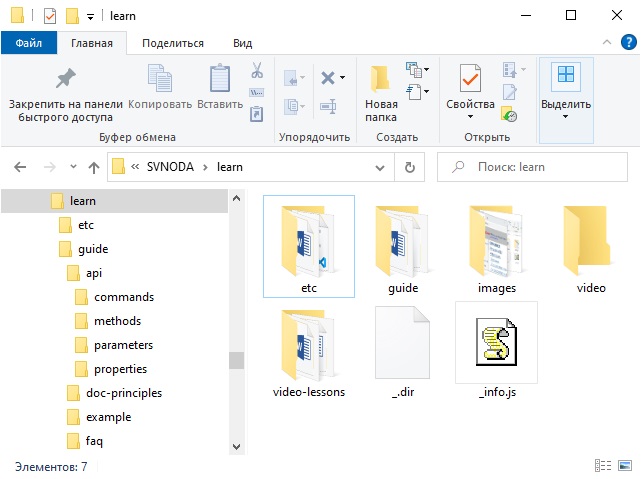 learn
Файл
Главная
Поделиться
Вид
?
Закрепить на панели
быстрого доступа
Копировать
Вставить
Новая
папка
Свойства
Выделить
Буфер обмена
Упорядочить
Создать
Открыть
« SVNODA > learn
Поиск: learn
learn
etc
guide
api
commands
methods
parameters
properties
doc-principles
example
faq
etc
guide
images
video
video-lessons
_.dir
_info.js
Элементов: 7